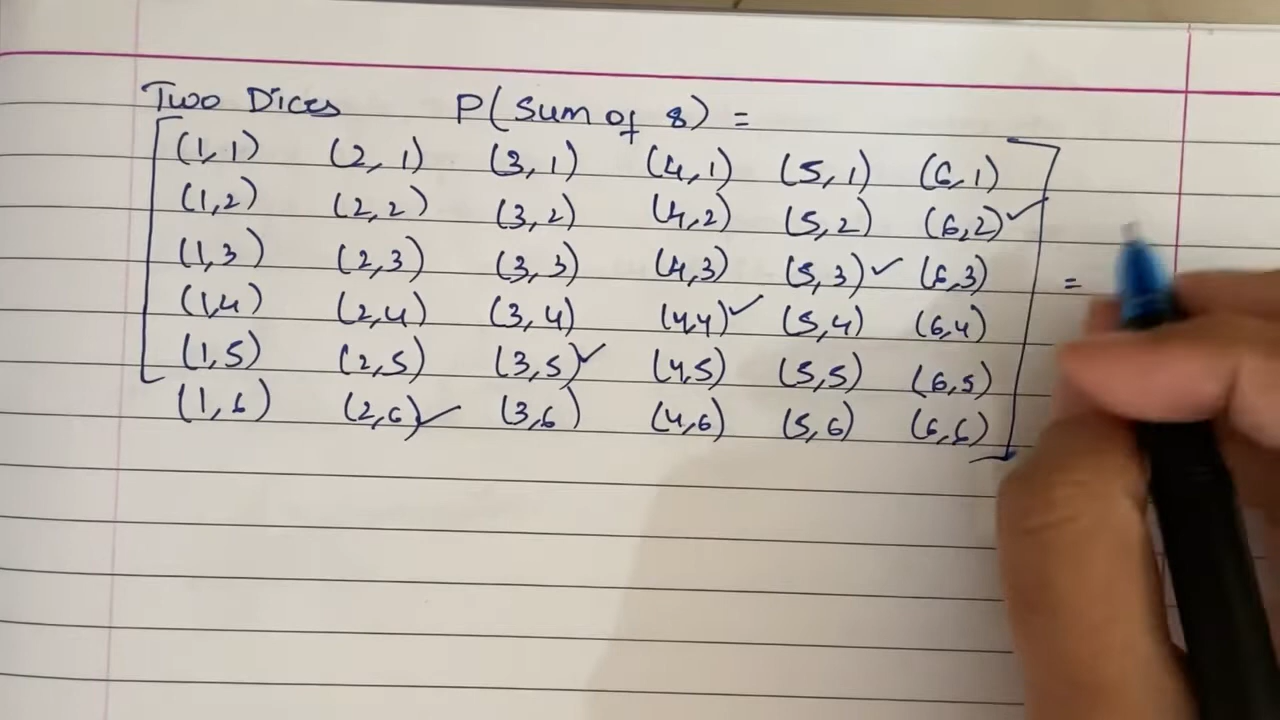 Two Dices P(Sum of 8) =
(1,1) (2,1) (3,1) (4,1) (5,1) (6,1)
(1,2) (2,2) (3,2) (4,2) (5,2) (6,2)✓
(1,3) (2,3) (3,3) (4,3) (5,3)✓ (6,3) =
(1,4) (2,4) (3,4) (4,4)✓ (5,4) (6,4)
(1,5) (2,5) (3,5)✓ (4,5) (5,5) (6,5)
(1,6) (2,6)✓ (3,6) (4,6) (5,6) (6,6)